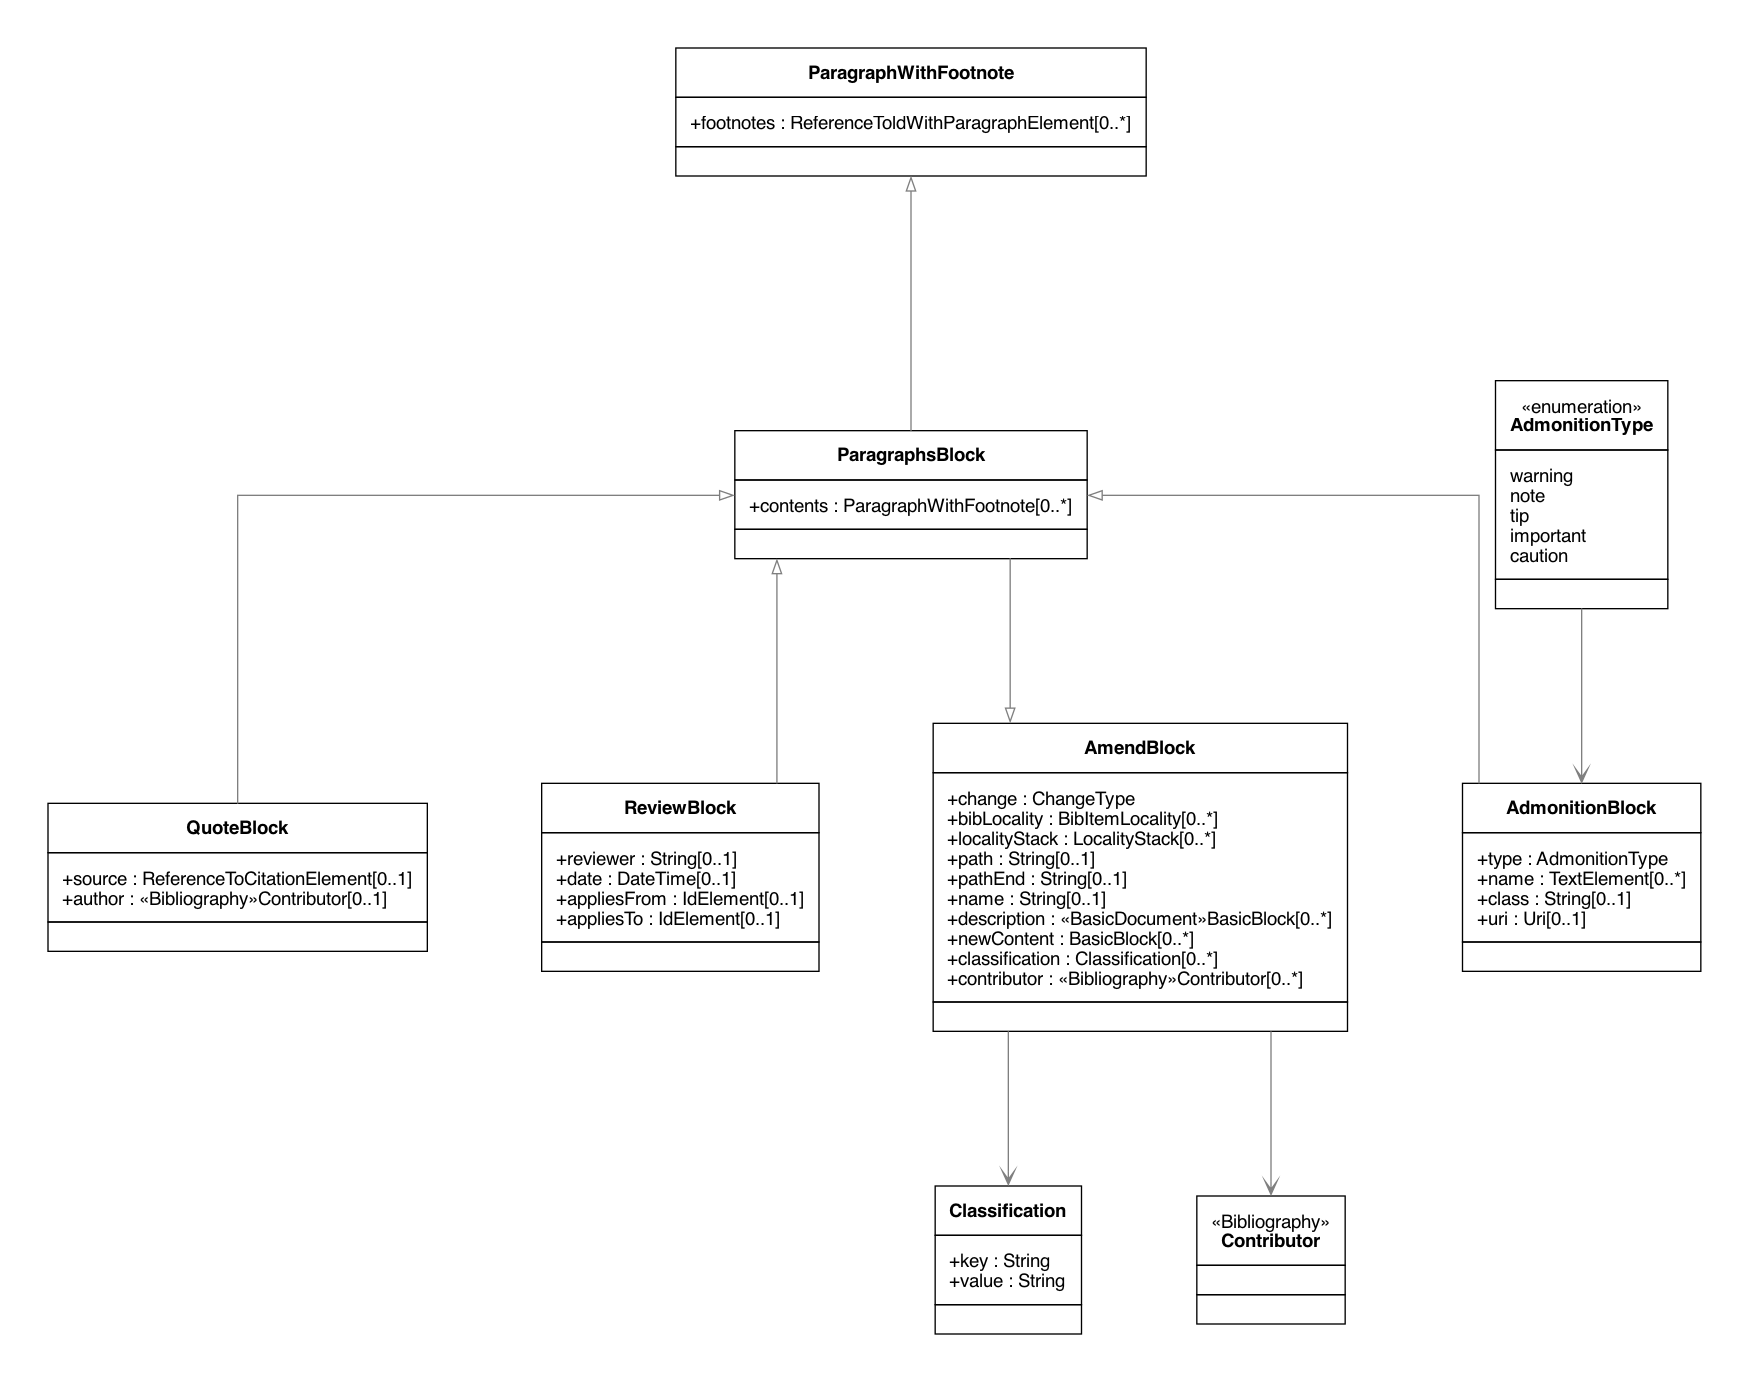 ParagraphWithFootnote
+footnotes : ReferenceToIdWithParagraphElement[0..*]
«enumeration»
AdmonitionType
warning
note
tip
important
caution
ParagraphsBlock
+contents : ParagraphWithFootnote[0..*]
QuoteBlock
+source : ReferenceToCitationElement[0..1]
+author : «Bibliography»Contributor[0..1]
ReviewBlock
+reviewer : String[0..1]
+date : DateTime[0..1]
+appliesFrom : IdElement[0..1]
+appliesTo : IdElement[0..1]
AmendBlock
+change : ChangeType
+bibLocality : BibItemLocality[0..*]
+localityStack : LocalityStack[0..*]
+path : String[0..1]
+pathEnd : String[0..1]
+name : String[0..1]
+description : «BasicDocument»BasicBlock[0..*]
+newContent : BasicBlock[0..*]
+classification : Classification[0..*]
+contributor : «Bibliography»Contributor[0..*]
AdmonitionBlock
+type : AdmonitionType
+name : TextElement[0..*]
+class : String[0..1]
+uri : Uri[0..1]
Classification
+key : String
+value : String
«Bibliography»
Contributor